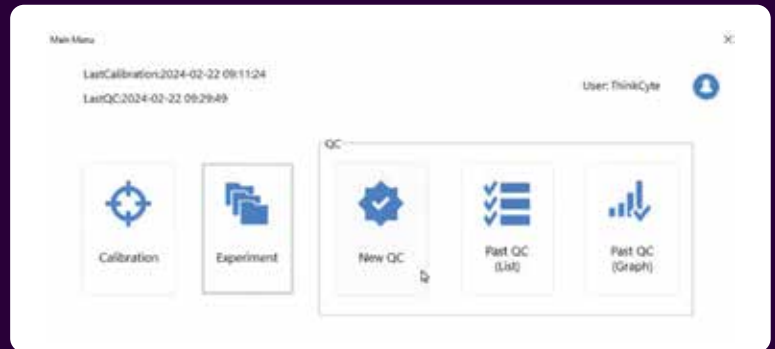 Main Menu
LastCalibration:2024-02-22 09:11:24
LastQC:2024-02-22 09:29:49
User: ThinkCyte
QC
Calibration
Experiment
New QC
Past QC
(List)
Past QC
(Graph)